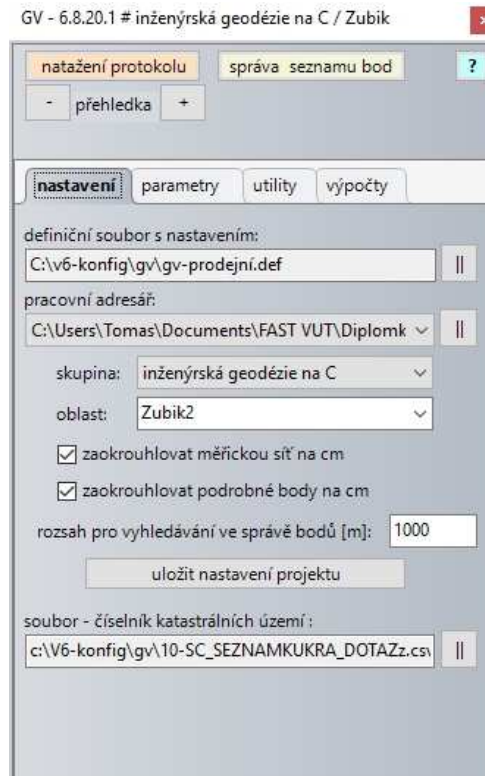 GV - 6.8.20.1 # inženýrská geodézie na C / Zubik
natažení protokolu správa seznamu bod ?
- přehledka +
nastavení parametry utility výpočty
definiční soubor s nastavením:
C:\v6-konfig\gv\gv-prodejní.def ||
pracovní adresář:
C:\Users\Tomas\Documents\FAST VUT\Diplomk ||
skupina: inženýrská geodézie na C
oblast: Zubik2
zaokrouhlovat měřickou síť na cm
zaokrouhlovat podrobné body na cm
rozsah pro vyhledávání ve správě bodů [m]: 1000
uložit nastavení projektu
soubor - číselník katastrálních území :
c:\V6-konfig\gv\10-SC_SEZNAMKUKRA_DOTAZz.csv ||